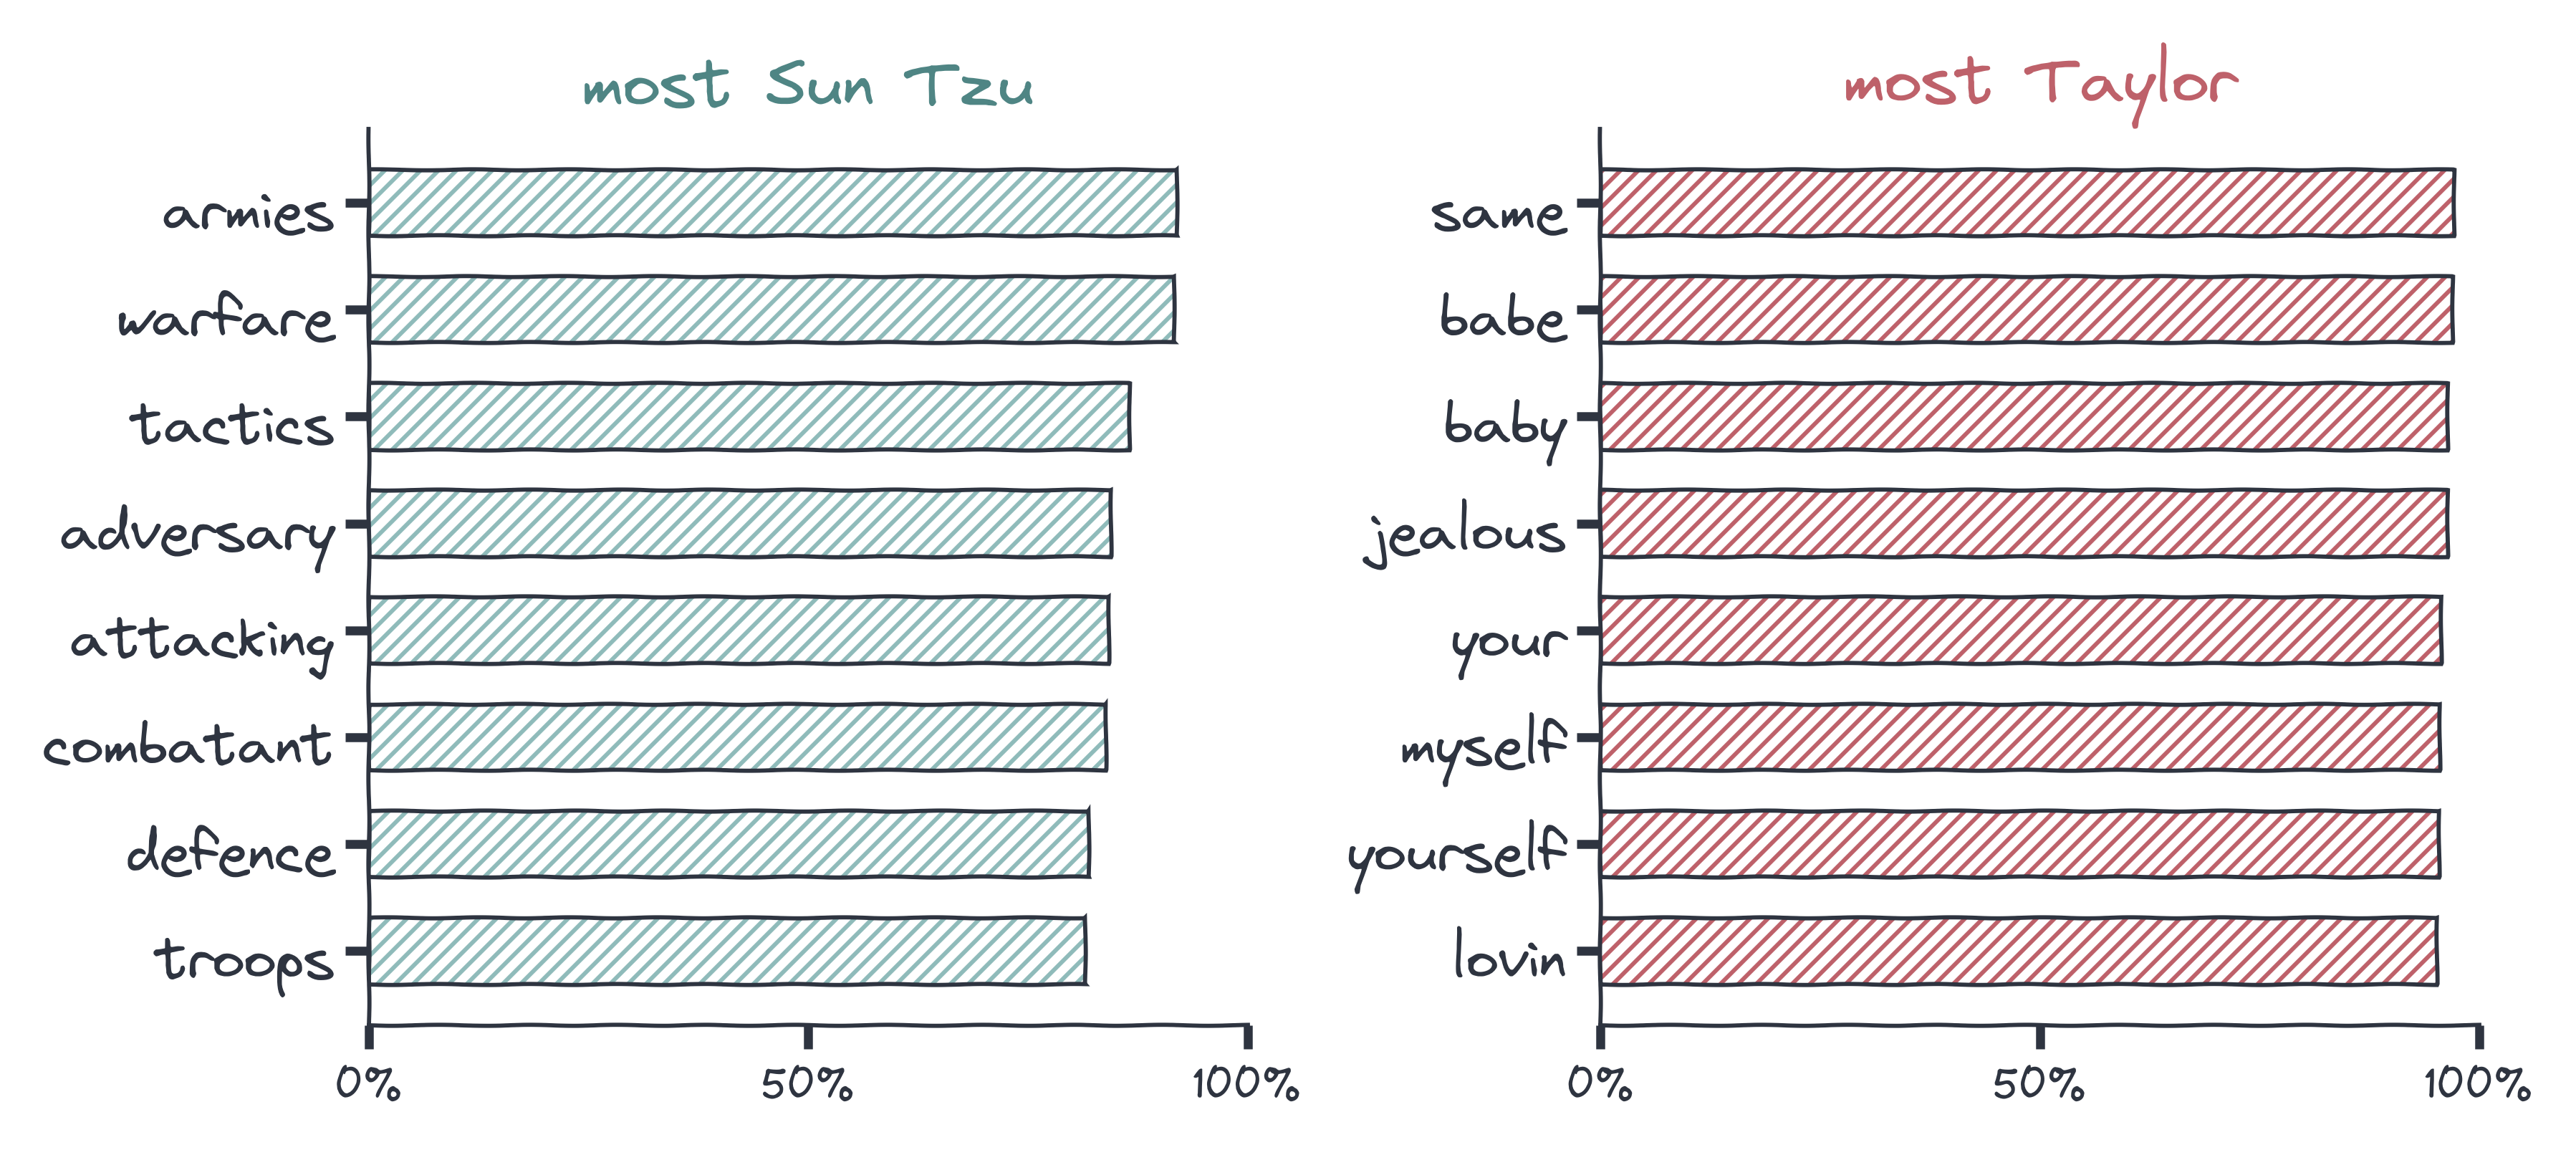 most Sun Tzu
armies
warfare
tactics
adversary
attacking
combatant
defence
troops
0% 50% 100%
most Taylor
same
babe
baby
jealous
your
myself
yourself
lovin
0% 50% 100%